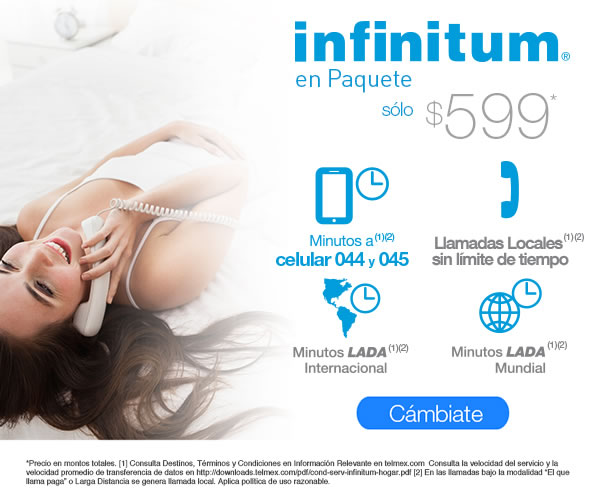 infinitum®
en Paquete
sólo $599*
Minutos a (1)(2)
celular 044 y 045
Llamadas Locales (1)(2)
sin límite de tiempo
Minutos LADA (1)(2)
Internacional
Minutos LADA (1)(2)
Mundial
Cámbiate
*Precio en montos totales. [1] Consulta Destinos, Términos y Condiciones en Información Relevante en telmex.com Consulta la velocidad del servicio y la
velocidad promedio de transferencia de datos en http://downloads.telmex.com/pdf/cond-serv-infinitum-hogar.pdf [2] En las llamadas bajo la modalidad "El que
llama paga" o Larga Distancia se genera llamada local. Aplica política de uso razonable.